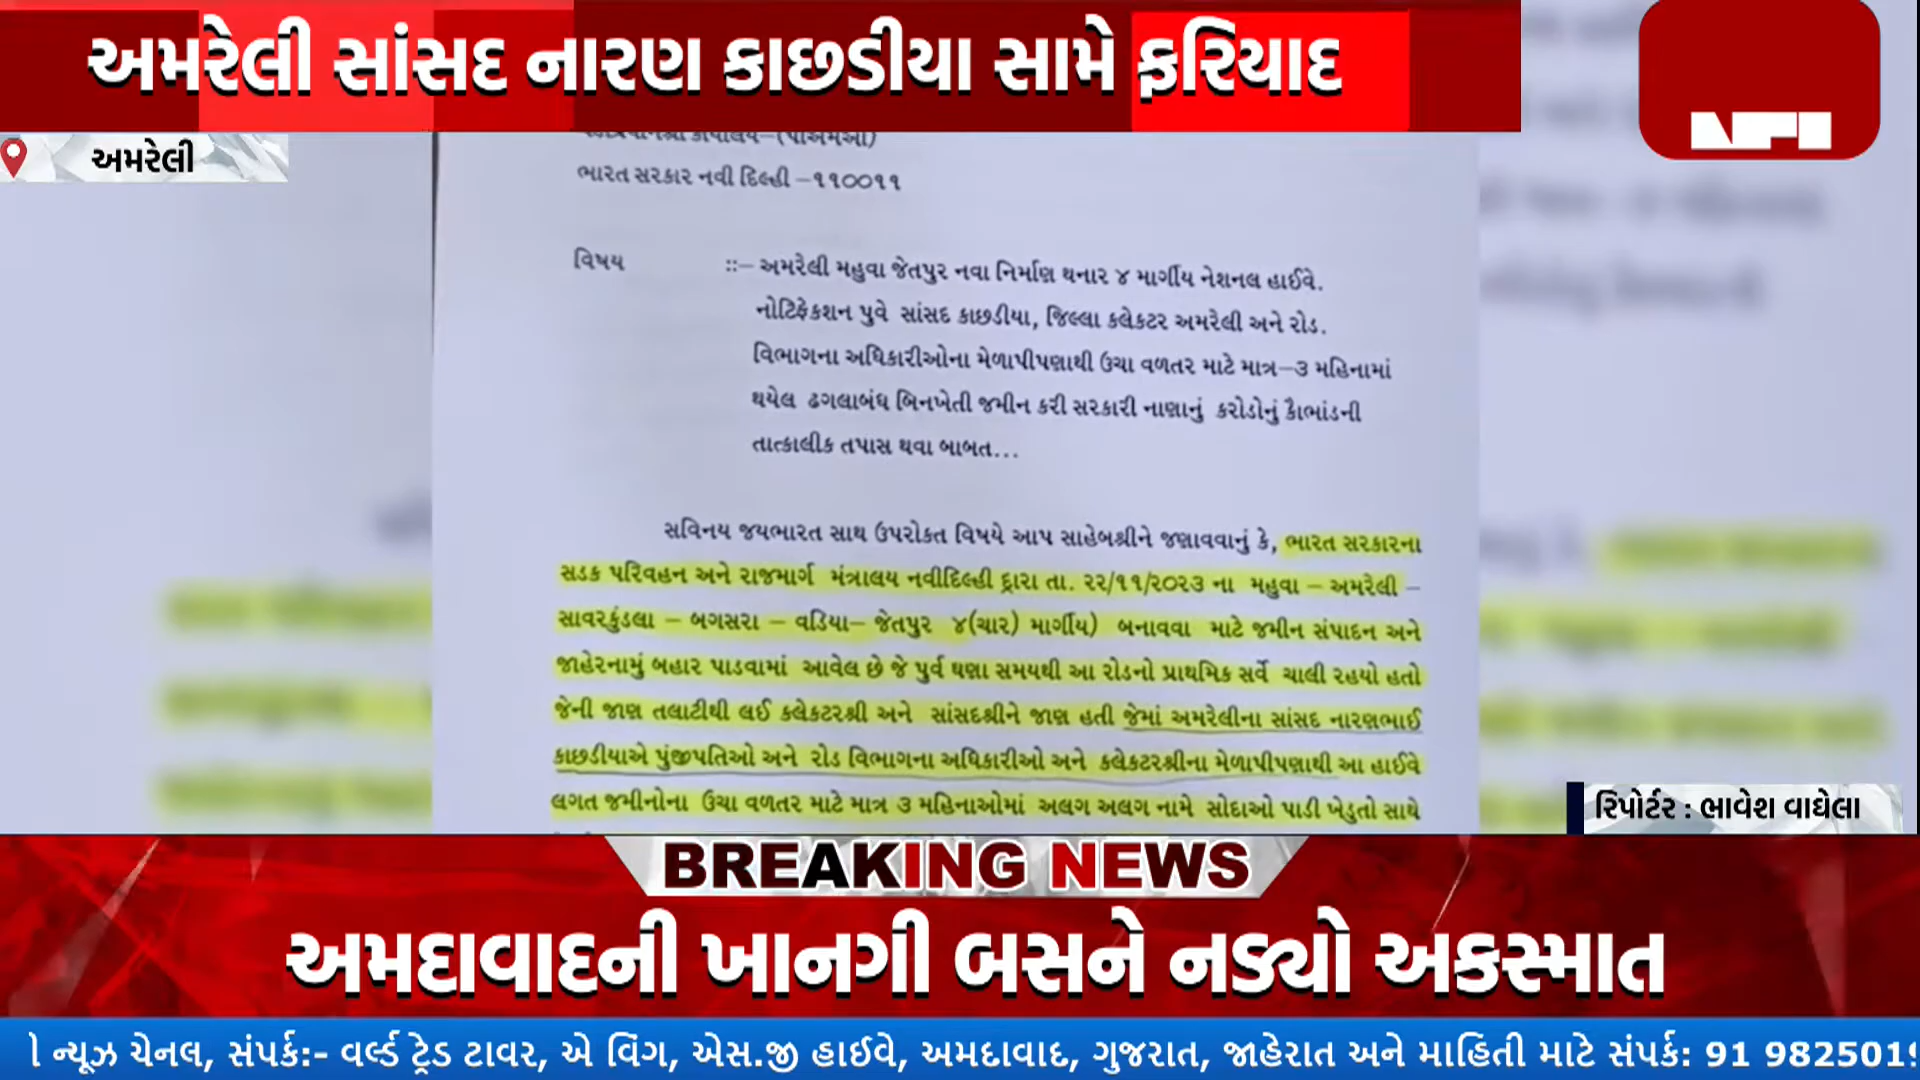 અમરેલી સાંસદ નારણ કાછડીયા સામે ફરિયાદ
NFI
અમરેલી
ભારત સરકાર નવી દિલ્હી –૧૧૦૦૧૧
વિષય ::– અમરેલી મહુવા જેતપુર નવા નિર્માણ થનાર ૪ માર્ગીય નેશનલ હાઈવે.
નોટિફેકશન પુવે સાંસદ કાછડીયા, જિલ્લા કલેકટર અમરેલી અને રોડ.
વિભાગના અધિકારીઓના મેળાપીપણાથી ઉચા વળતર માટે માત્ર–૩ મહિનામાં
થયેલ ઢગલાબંધ બિનખેતી જમીન કરી સરકારી નાણાનું કરોડોનું કૈાભાંડની
તાત્કાલીક તપાસ થવા બાબત...
સવિનય જયભારત સાથ ઉપરોક્ત વિષયે આપ સાહેબશ્રીને જણાવવાનું કે, ભારત સરકારના
સડક પરિવહન અને રાજમાર્ગ મંત્રાલય નવીદિલ્હી દ્વારા તા. ૨૨/૧૧/૨૦૨૩ ના મહુવા – અમરેલી –
સાવરકુંડલા – બગસરા – વડિયા– જેતપુર ૪(ચાર) માર્ગીય) બનાવવા માટે જમીન સંપાદન અને
જાહેરનામું બહાર પાડવામાં આવેલ છે જે પુર્વ ઘણા સમયથી આ રોડનો પ્રાથમિક સર્વે ચાલી રહયો હતો
જેની જાણ તલાટીથી લઈ કલેકટરશ્રી અને સાંસદશ્રીને જાણ હતી જેમાં અમરેલીના સાંસદ નારણભાઈ
કાછડીયાએ પુંજીપતિઓ અને રોડ વિભાગના અધિકારીઓ અને કલેકટરશ્રીના મેળાપીપણાથી આ હાઈવે
લગત જમીનોના ઉચા વળતર માટે માત્ર ૩ મહિનાઓમાં અલગ અલગ નામે સોદાઓ પાડી ખેડુતો સાથે
રિપોર્ટર : ભાવેશ વાઘેલા
BREAKING NEWS
અમદાવાદની ખાનગી બસને નડ્યો અકસ્માત
ન્યૂઝ ચેનલ, સંપર્ક:- વર્લ્ડ ટ્રેડ ટાવર, એ વિંગ, એસ.જી હાઈવે, અમદાવાદ, ગુજરાત, જાહેરાત અને માહિતી માટે સંપર્ક: 91 982501